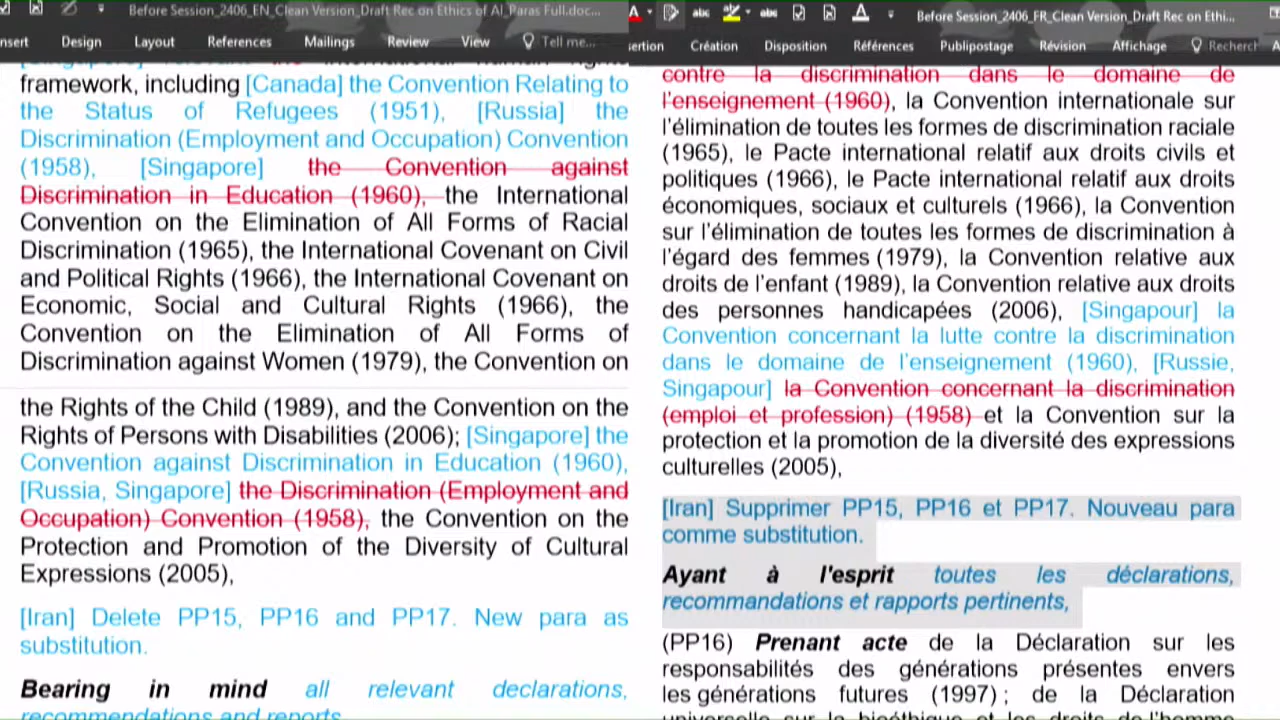 Before Session_2406_EN_Clean Version_Draft Rec on Ethics of AI_Paras Full.doc...
nsert Design Layout References Mailings Review View Tell me...
framework, including [Canada] the Convention Relating to
the Status of Refugees (1951), [Russia] the
Discrimination (Employment and Occupation) Convention
(1958), [Singapore] the Convention against
Discrimination in Education (1960), the International
Convention on the Elimination of All Forms of Racial
Discrimination (1965), the International Covenant on Civil
and Political Rights (1966), the International Covenant on
Economic, Social and Cultural Rights (1966), the
Convention on the Elimination of All Forms of
Discrimination against Women (1979), the Convention on
the Rights of the Child (1989), and the Convention on the
Rights of Persons with Disabilities (2006); [Singapore] the
Convention against Discrimination in Education (1960),
[Russia, Singapore] the Discrimination (Employment and
Occupation) Convention (1958), the Convention on the
Protection and Promotion of the Diversity of Cultural
Expressions (2005),
[Iran] Delete PP15, PP16 and PP17. New para as
substitution.
Bearing in mind all relevant declarations,
recommendations and reports
Before Session_2406_FR_Clean Version_Draft Rec on Ethi...
sertion Création Disposition Références Publipostage Révision Affichage Recherc
contre la discrimination dans le domaine de
l'enseignement (1960), la Convention internationale sur
l'élimination de toutes les formes de discrimination raciale
(1965), le Pacte international relatif aux droits civils et
politiques (1966), le Pacte international relatif aux droits
économiques, sociaux et culturels (1966), la Convention
sur l'élimination de toutes les formes de discrimination à
l'égard des femmes (1979), la Convention relative aux
droits de l'enfant (1989), la Convention relative aux droits
des personnes handicapées (2006), [Singapour] la
Convention concernant la lutte contre la discrimination
dans le domaine de l'enseignement (1960), [Russie,
Singapour] la Convention concernant la discrimination
(emploi et profession) (1958) et la Convention sur la
protection et la promotion de la diversité des expressions
culturelles (2005),
[Iran] Supprimer PP15, PP16 et PP17. Nouveau para
comme substitution.
Ayant à l'esprit toutes les déclarations,
recommandations et rapports pertinents,
(PP16) Prenant acte de la Déclaration sur les
responsabilités des générations présentes envers
les générations futures (1997) ; de la Déclaration
universelle sur la bioéthique et les droits de l'homme